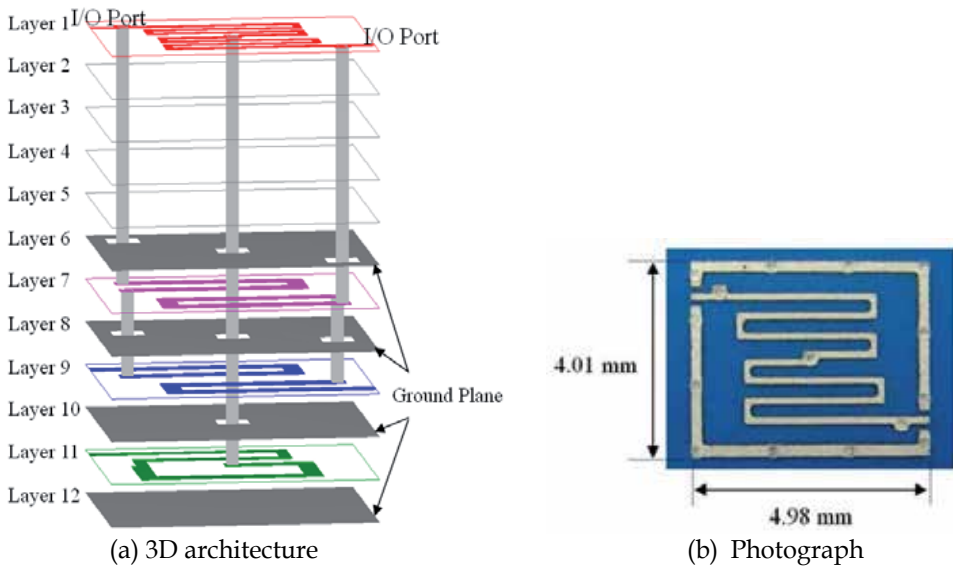 I/O Port
Layer 1
I/O Port
Layer 2
Layer 3
Layer 4
Layer 5
Layer 6
Layer 7
Layer 8
Layer 9
Ground Plane
Layer 10
Layer 11
Layer 12
4.01 mm
4.98 mm
(a) 3D architecture
(b) Photograph